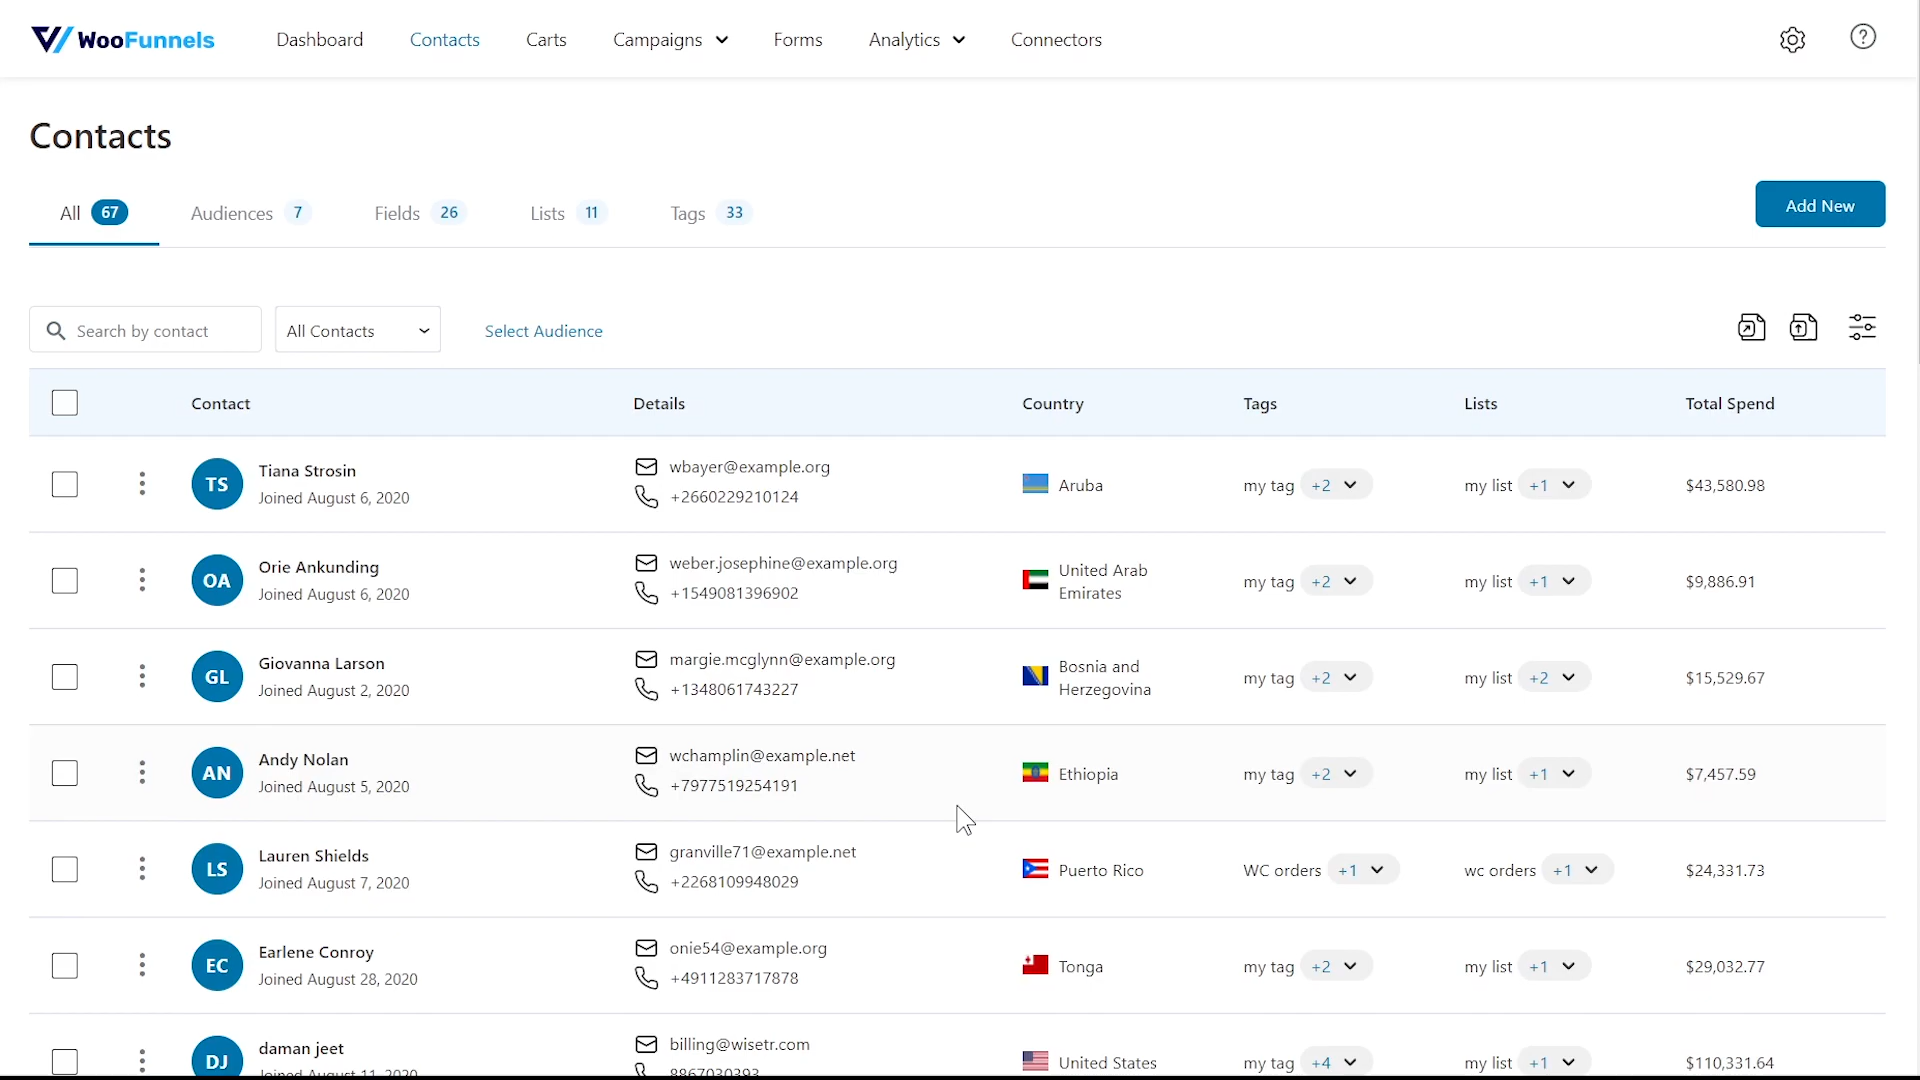 WooFunnels Dashboard Contacts Carts Campaigns Forms Analytics Connectors
Contacts
All 67 Audiences 7 Fields 26 Lists 11 Tags 33 Add New
Search by contact All Contacts Select Audience
Contact Details Country Tags Lists Total Spend
TS Tiana Strosin wbayer@example.org Aruba my tag +2 my list +1 $43,580.98
Joined August 6, 2020 +2660229210124
OA Orie Ankunding weber.josephine@example.org United Arab Emirates my tag +2 my list +1 $9,886.91
Joined August 6, 2020 +1549081396902
GL Giovanna Larson margie.mcglynn@example.org Bosnia and Herzegovina my tag +2 my list +2 $15,529.67
Joined August 2, 2020 +1348061743227
AN Andy Nolan wchamplin@example.net Ethiopia my tag +2 my list +1 $7,457.59
Joined August 5, 2020 +7977519254191
LS Lauren Shields granville71@example.net Puerto Rico WC orders +1 wc orders +1 $24,331.73
Joined August 7, 2020 +2268109948029
EC Earlene Conroy onie54@example.org Tonga my tag +2 my list +1 $29,032.77
Joined August 28, 2020 +4911283717878
DJ daman jeet billing@wisetr.com United States my tag +4 my list +1 $110,331.64
Joined August 11, 2020 8867030393